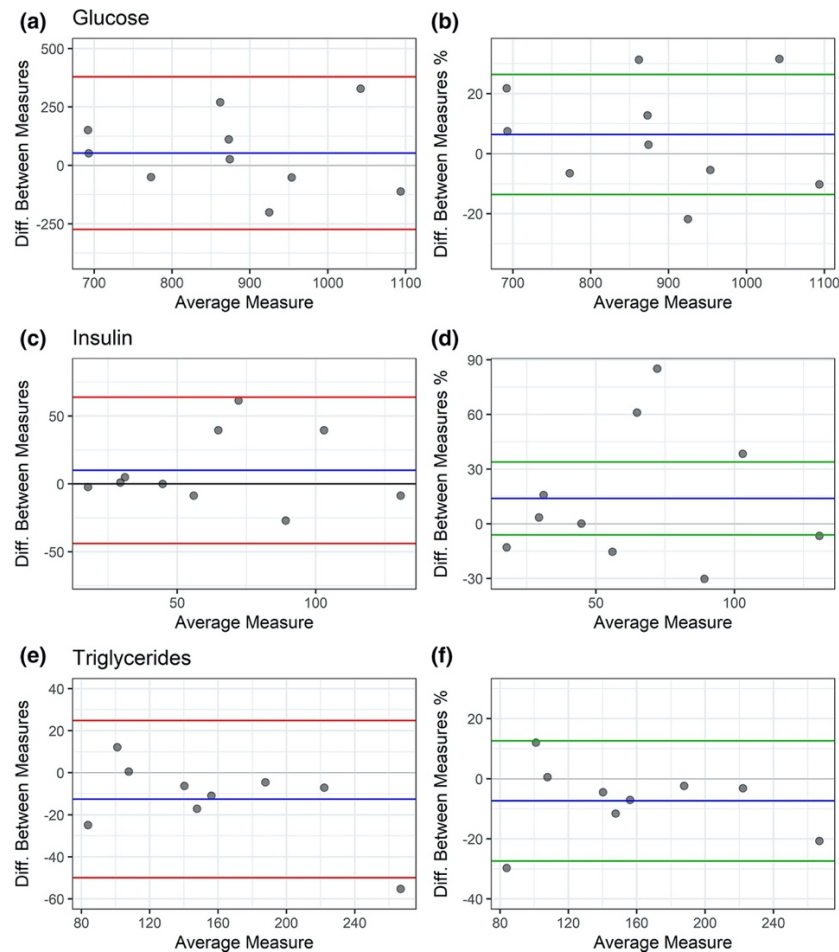 (a) Glucose
(b)
Diff. Between Measures
500
250
0
-250
700 800 900 1000 1100
Average Measure
Diff. Between Measures %
20
0
-20
700 800 900 1000 1100
Average Measure
(c) Insulin
(d)
Diff. Between Measures
50
0
-50
50 100
Average Measure
Diff. Between Measures %
90
60
30
0
-30
50 100
Average Measure
(e) Triglycerides
(f)
Diff. Between Measures
40
20
0
-20
-40
-60
80 120 160 200 240
Average Measure
Diff. Between Measures %
20
0
-20
-40
80 120 160 200 240
Average Measure